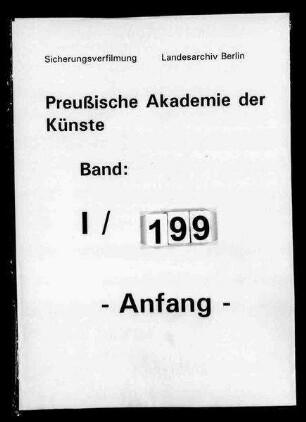 Sicherungsverfilmung Landesarchiv Berlin
Preußische Akademie der
Künste
Band:
I / 199
- Anfang -